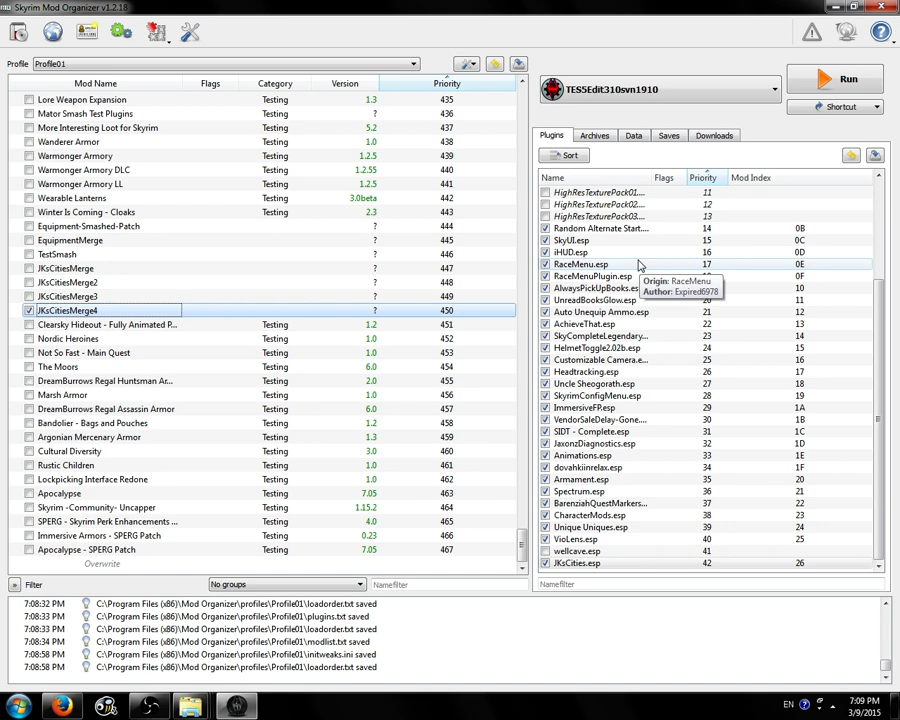 Skyrim Mod Organizer v1.2.18
Profile Profile01
Mod Name Flags Category Version Priority
Lore Weapon Expansion Testing 1.3 435
Mator Smash Test Plugins ? 436
More Interesting Loot for Skyrim Testing 5.2 437
Wanderer Armor Testing 1.0 438
Warmonger Armory Testing 1.2.5 439
Warmonger Armory DLC Testing 1.2.55 440
Warmonger Armory LL Testing 1.2.5 441
Wearable Lanterns Testing 3.0beta 442
Winter Is Coming - Cloaks Testing 2.3 443
Equipment-Smashed-Patch ? 444
EquipmentMerge ? 445
TestSmash ? 446
JKsCitiesMerge ? 447
JKsCitiesMerge2 ? 448
JKsCitiesMerge3 ? 449
JKsCitiesMerge4 ? 450
Clearsky Hideout - Fully Animated P... Testing 1.2 451
Nordic Heroines Testing 1.0 452
Not So Fast - Main Quest Testing 1.2 453
The Moors Testing 6.0 454
DreamBurrows Regal Huntsman Ar... Testing 2.0 455
Marsh Armor Testing 1.0 456
DreamBurrows Regal Assassin Armor Testing 6.0 457
Bandolier - Bags and Pouches Testing 1.2 458
Argonian Mercenary Armor Testing 1.3 459
Cultural Diversity Testing 3.0 460
Rustic Children Testing 1.0 461
Lockpicking Interface Redone Testing 1.0 462
Apocalypse Testing 7.05 463
Skyrim -Community- Uncapper Testing 1.15.2 464
SPERG - Skyrim Perk Enhancements ... Testing 4.0 465
Immersive Armors - SPERG Patch Testing 0.23 466
Apocalypse - SPERG Patch Testing 7.05 467
Overwrite
» Filter No groups Namefilter
TES5Edit310svn1910
Run
Shortcut
Plugins Archives Data Saves Downloads
Sort
Name Flags Priority Mod Index
HighResTexturePack01.... 11
HighResTexturePack02.... 12
HighResTexturePack03.... 13
Random Alternate Start.... 14 0B
SkyUI.esp 15 0C
iHUD.esp 16 0D
RaceMenu.esp 17 0E
RaceMenuPlugin.esp 0F
Origin: RaceMenu
Author: Expired6978
AlwaysPickUpBooks.es 10
UnreadBooksGlow.esp 20 11
Auto Unequip Ammo.esp 21 12
AchieveThat.esp 22 13
SkyCompleteLegendary... 23 14
HelmetToggle2.02b.esp 24 15
Customizable Camera.e... 25 16
Headtracking.esp 26 17
Uncle Sheogorath.esp 27 18
SkyrimConfigMenu.esp 28 19
ImmersiveFP.esp 29 1A
VendorSaleDelay-Gone.... 30 1B
SIDT - Complete.esp 31 1C
JaxonzDiagnostics.esp 32 1D
Animations.esp 33 1E
dovahkiinrelax.esp 34 1F
Armament.esp 35 20
Spectrum.esp 36 21
BarenziahQuestMarkers... 37 22
CharacterMods.esp 38 23
Unique Uniques.esp 39 24
VioLens.esp 40 25
wellcave.esp 41
JKsCities.esp 42 26
Namefilter
7:08:32 PM C:\Program Files (x86)\Mod Organizer\profiles\Profile01\loadorder.txt saved
7:08:33 PM C:\Program Files (x86)\Mod Organizer\profiles\Profile01\plugins.txt saved
7:08:33 PM C:\Program Files (x86)\Mod Organizer\profiles\Profile01\loadorder.txt saved
7:08:34 PM C:\Program Files (x86)\Mod Organizer\profiles\Profile01\modlist.txt saved
7:08:58 PM C:\Program Files (x86)\Mod Organizer\profiles\Profile01\initweaks.ini saved
7:08:58 PM C:\Program Files (x86)\Mod Organizer\profiles\Profile01\loadorder.txt saved
EN 7:09 PM
3/9/2015